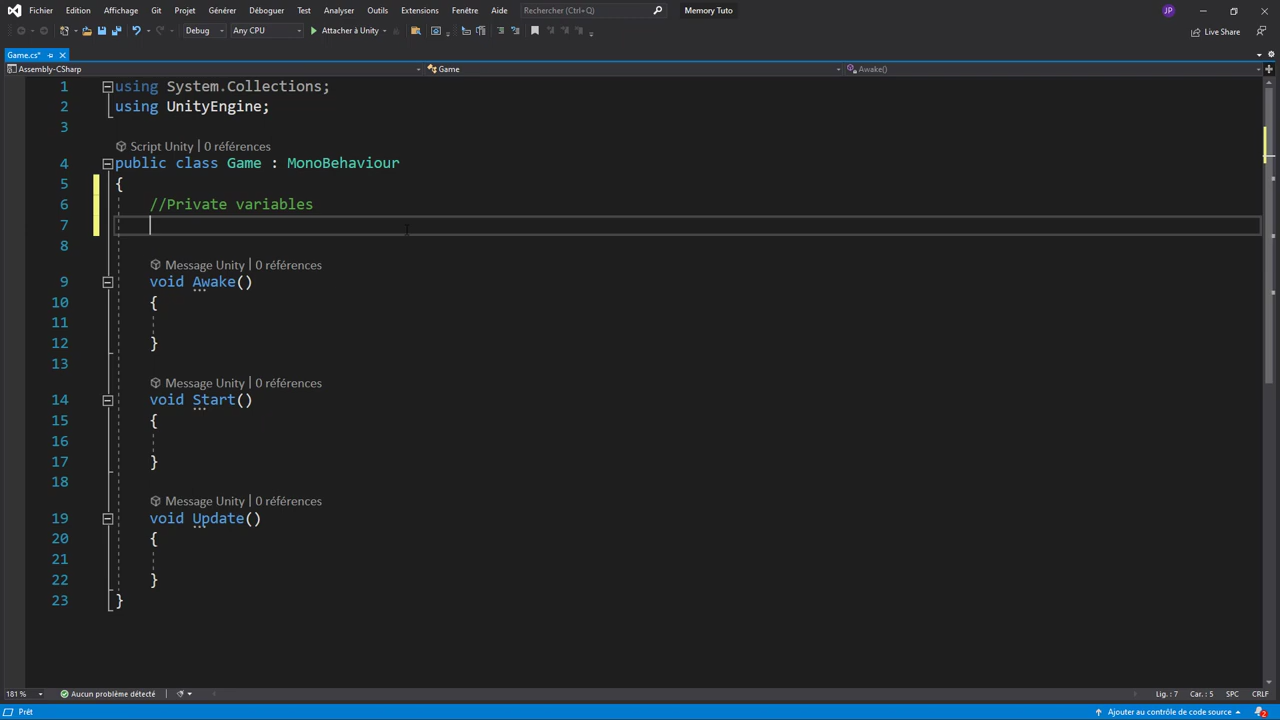 Fichier Edition Affichage Git Projet Générer Déboguer Test Analyser Outils Extensions Fenêtre Aide Rechercher (Ctrl+Q) Memory Tuto JP
Debug Any CPU Attacher à Unity Live Share
Game.cs*
Assembly-CSharp Game Awake()
1 using System.Collections;
2 using UnityEngine;
3
Script Unity | 0 références
4 public class Game : MonoBehaviour
5 {
6 //Private variables
7
8
Message Unity | 0 références
9 void Awake()
10 {
11
12 }
13
Message Unity | 0 références
14 void Start()
15 {
16
17 }
18
Message Unity | 0 références
19 void Update()
20 {
21
22 }
23 }
181 % Aucun problème détecté Lig. : 7 Car. : 5 SPC CRLF
Prêt Ajouter au contrôle de code source 2